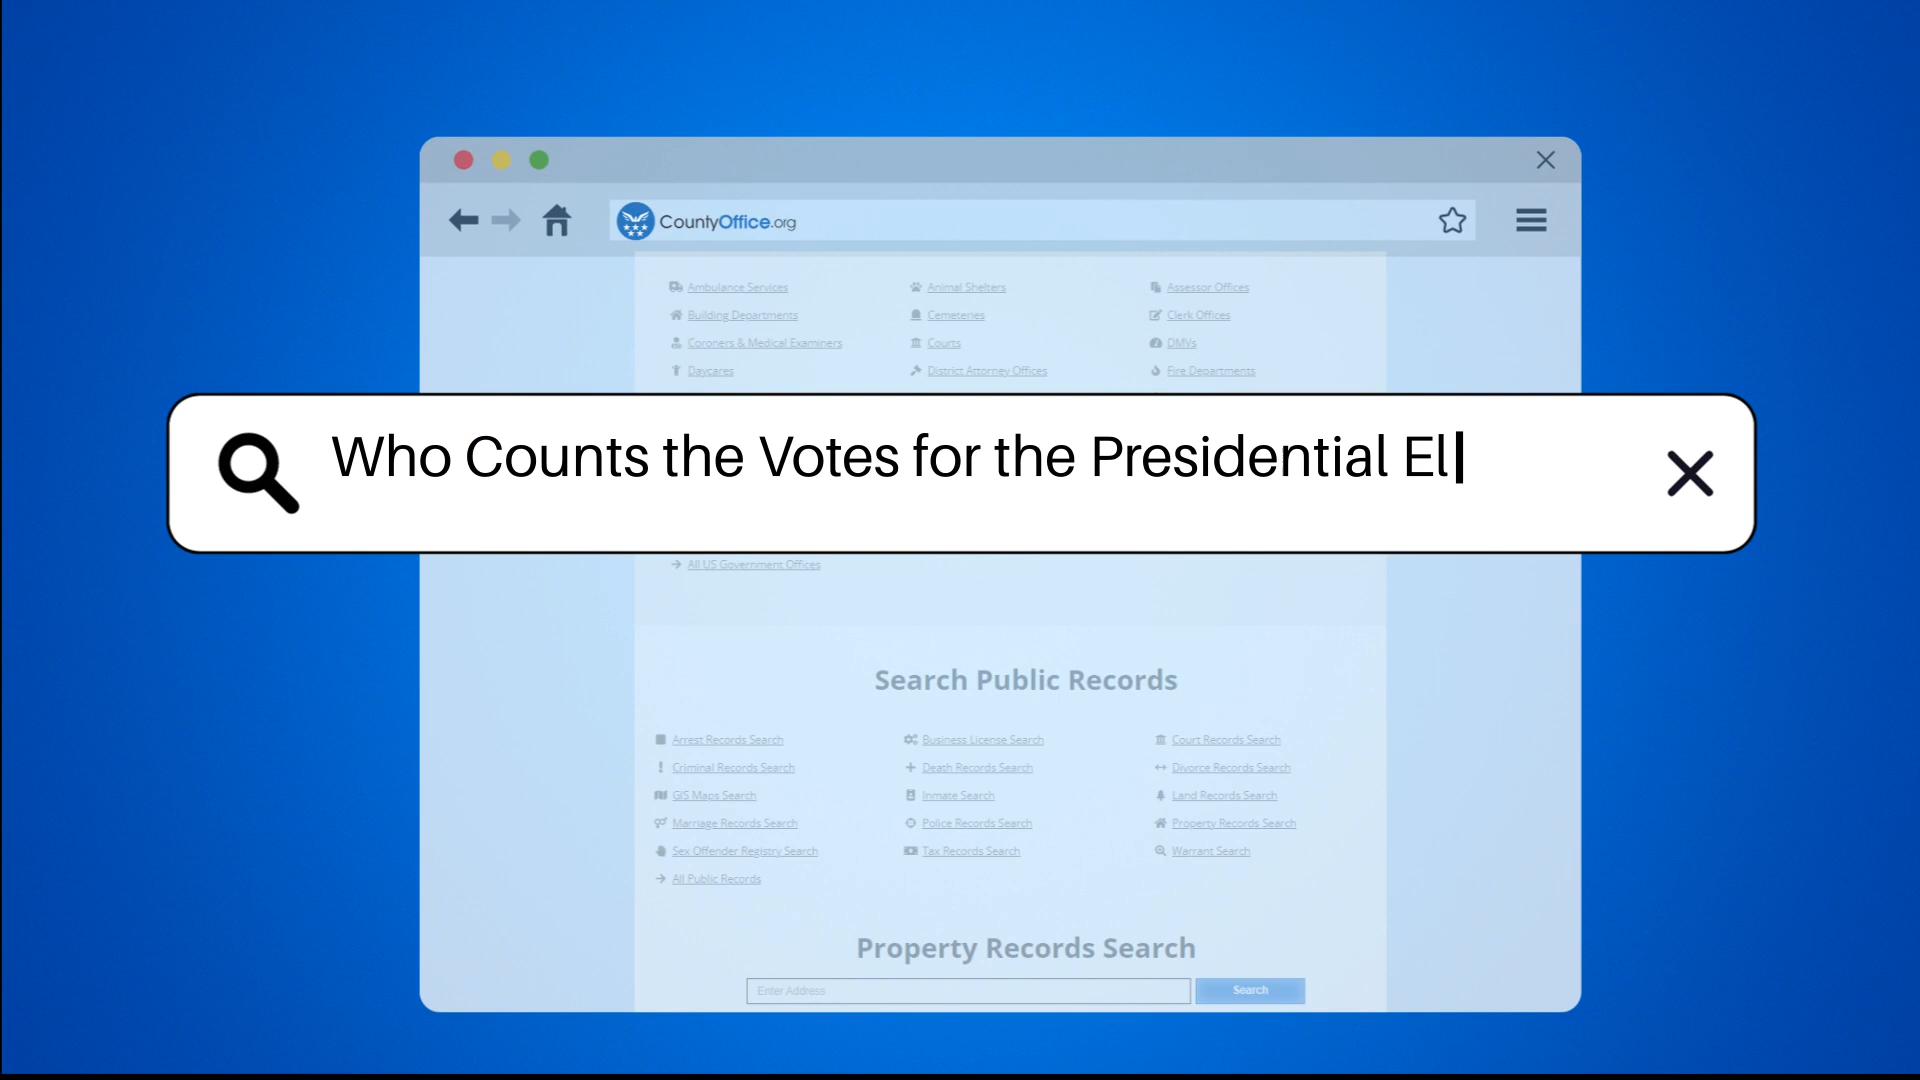 CountyOffice.org
Ambulance Services Animal Shelters Assessor Offices
Building Departments Cemeteries Clerk Offices
Coroners & Medical Examiners Courts DMVs
Daycares District Attorney Offices Fire Departments
Who Counts the Votes for the Presidential El
All US Government Offices
Search Public Records
Arrest Records Search Business License Search Court Records Search
Criminal Records Search Death Records Search Divorce Records Search
GIS Maps Search Inmate Search Land Records Search
Marriage Records Search Police Records Search Property Records Search
Sex Offender Registry Search Tax Records Search Warrant Search
All Public Records
Property Records Search
Enter Address Search